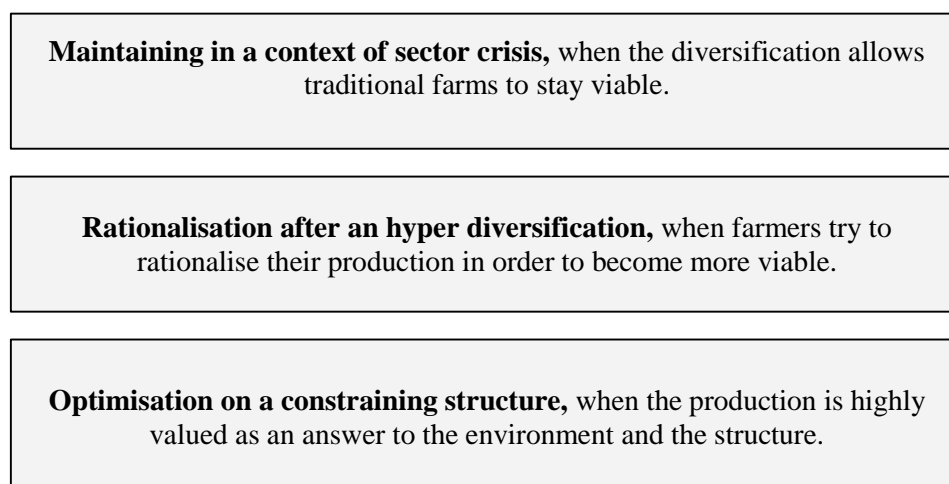 Maintaining in a context of sector crisis, when the diversification allows
traditional farms to stay viable.
Rationalisation after an hyper diversification, when farmers try to
rationalise their production in order to become more viable.
Optimisation on a constraining structure, when the production is highly
valued as an answer to the environment and the structure.